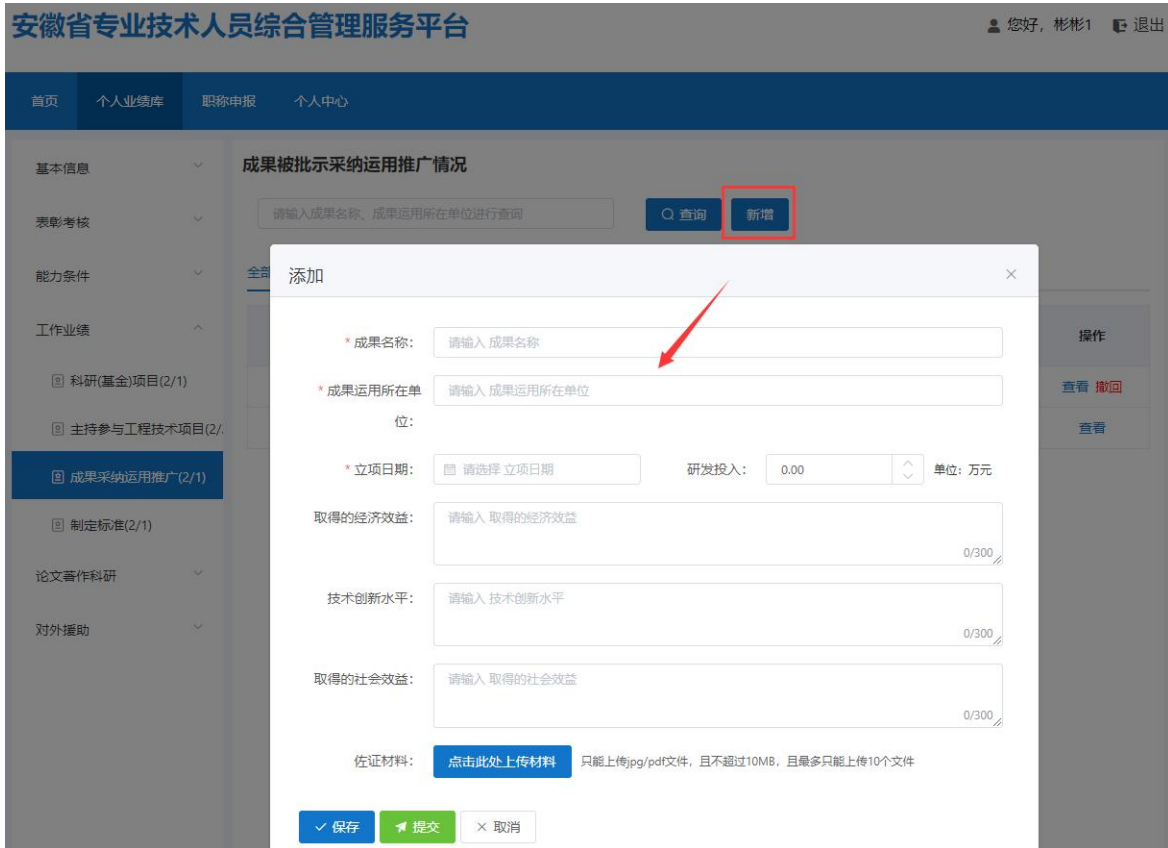 安徽省专业技术人员综合管理服务平台
您好，彬彬1 退出
首页 个人业绩库 职称申报 个人中心
基本信息
表彰考核
能力条件
工作业绩
科研(基金)项目(2/1)
主持参与工程技术项目(2/
成果采纳运用推广(2/1)
制定标准(2/1)
论文著作科研
对外援助
成果被批示采纳运用推广情况
请输入成果名称、成果运用所在单位进行查询 查询 新增
全部
操作
查看 撤回
查看
添加
* 成果名称： 请输入 成果名称
* 成果运用所在单 请输入 成果运用所在单位
位：
* 立项日期： 请选择 立项日期 研发投入： 0.00 单位：万元
取得的经济效益： 请输入 取得的经济效益
0/300
技术创新水平： 请输入 技术创新水平
0/300
取得的社会效益： 请输入 取得的社会效益
0/300
佐证材料： 点击此处上传材料 只能上传jpg/pdf文件，且不超过10MB，且最多只能上传10个文件
保存 提交 取消